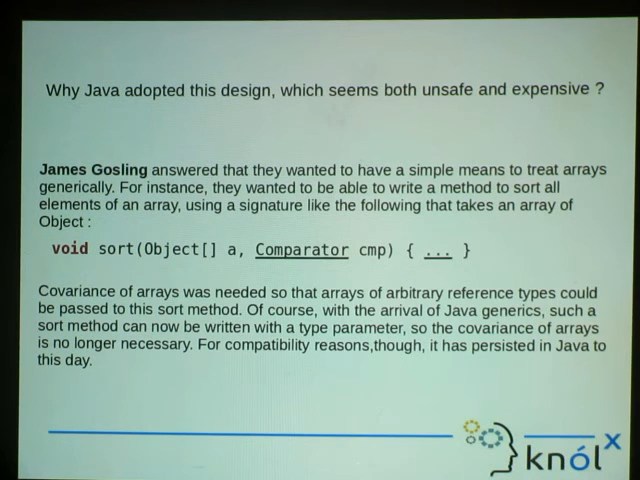 Why Java adopted this design, which seems both unsafe and expensive ?
James Gosling answered that they wanted to have a simple means to treat arrays
generically. For instance, they wanted to be able to write a method to sort all
elements of an array, using a signature like the following that takes an array of
Object :
void sort(Object[] a, Comparator cmp) { ... }
Covariance of arrays was needed so that arrays of arbitrary reference types could
be passed to this sort method. Of course, with the arrival of Java generics, such a
sort method can now be written with a type parameter, so the covariance of arrays
is no longer necessary. For compatibility reasons,though, it has persisted in Java to
this day.
knólx